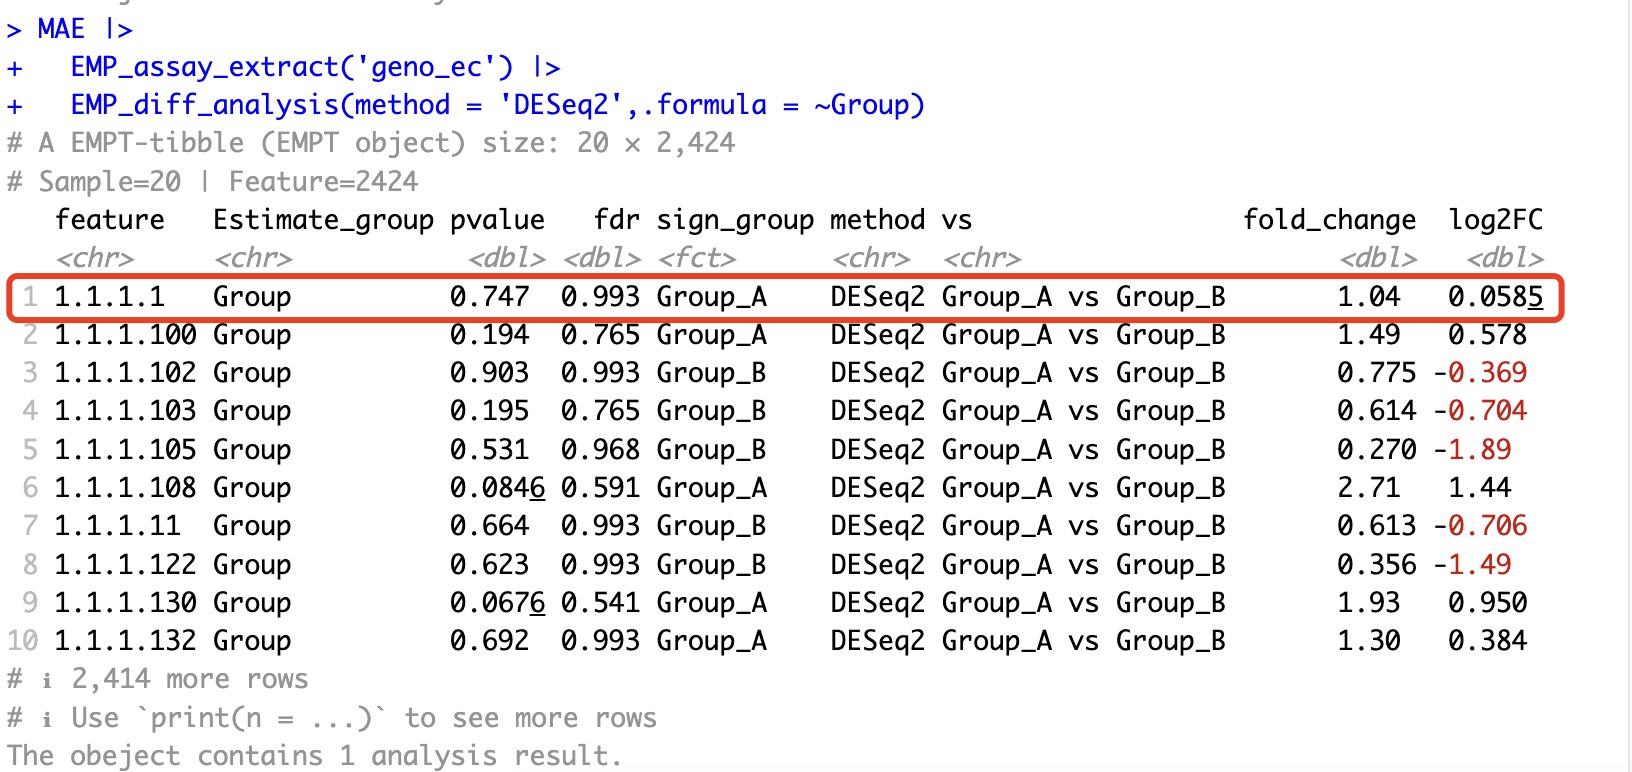 > MAE |>
+   EMP_assay_extract('geno_ec') |>
+   EMP_diff_analysis(method = 'DESeq2',.formula = ~Group)
# A EMPT-tibble (EMPT object) size: 20 × 2,424
# Sample=20 | Feature=2424
   feature   Estimate_group pvalue   fdr sign_group method vs                 fold_change  log2FC
   <chr>     <chr>           <dbl> <dbl> <fct>      <chr>  <chr>                    <dbl>   <dbl>
 1 1.1.1.1   Group          0.747  0.993 Group_A    DESeq2 Group_A vs Group_B       1.04   0.0585
 2 1.1.1.100 Group          0.194  0.765 Group_A    DESeq2 Group_A vs Group_B       1.49   0.578
 3 1.1.1.102 Group          0.903  0.993 Group_B    DESeq2 Group_A vs Group_B       0.775 -0.369
 4 1.1.1.103 Group          0.195  0.765 Group_B    DESeq2 Group_A vs Group_B       0.614 -0.704
 5 1.1.1.105 Group          0.531  0.968 Group_B    DESeq2 Group_A vs Group_B       0.270 -1.89
 6 1.1.1.108 Group          0.0846 0.591 Group_A    DESeq2 Group_A vs Group_B       2.71   1.44
 7 1.1.1.11  Group          0.664  0.993 Group_B    DESeq2 Group_A vs Group_B       0.613 -0.706
 8 1.1.1.122 Group          0.623  0.993 Group_B    DESeq2 Group_A vs Group_B       0.356 -1.49
 9 1.1.1.130 Group          0.0676 0.541 Group_A    DESeq2 Group_A vs Group_B       1.93   0.950
10 1.1.1.132 Group          0.692  0.993 Group_A    DESeq2 Group_A vs Group_B       1.30   0.384
# ℹ 2,414 more rows
# ℹ Use `print(n = ...)` to see more rows
The obeject contains 1 analysis result.